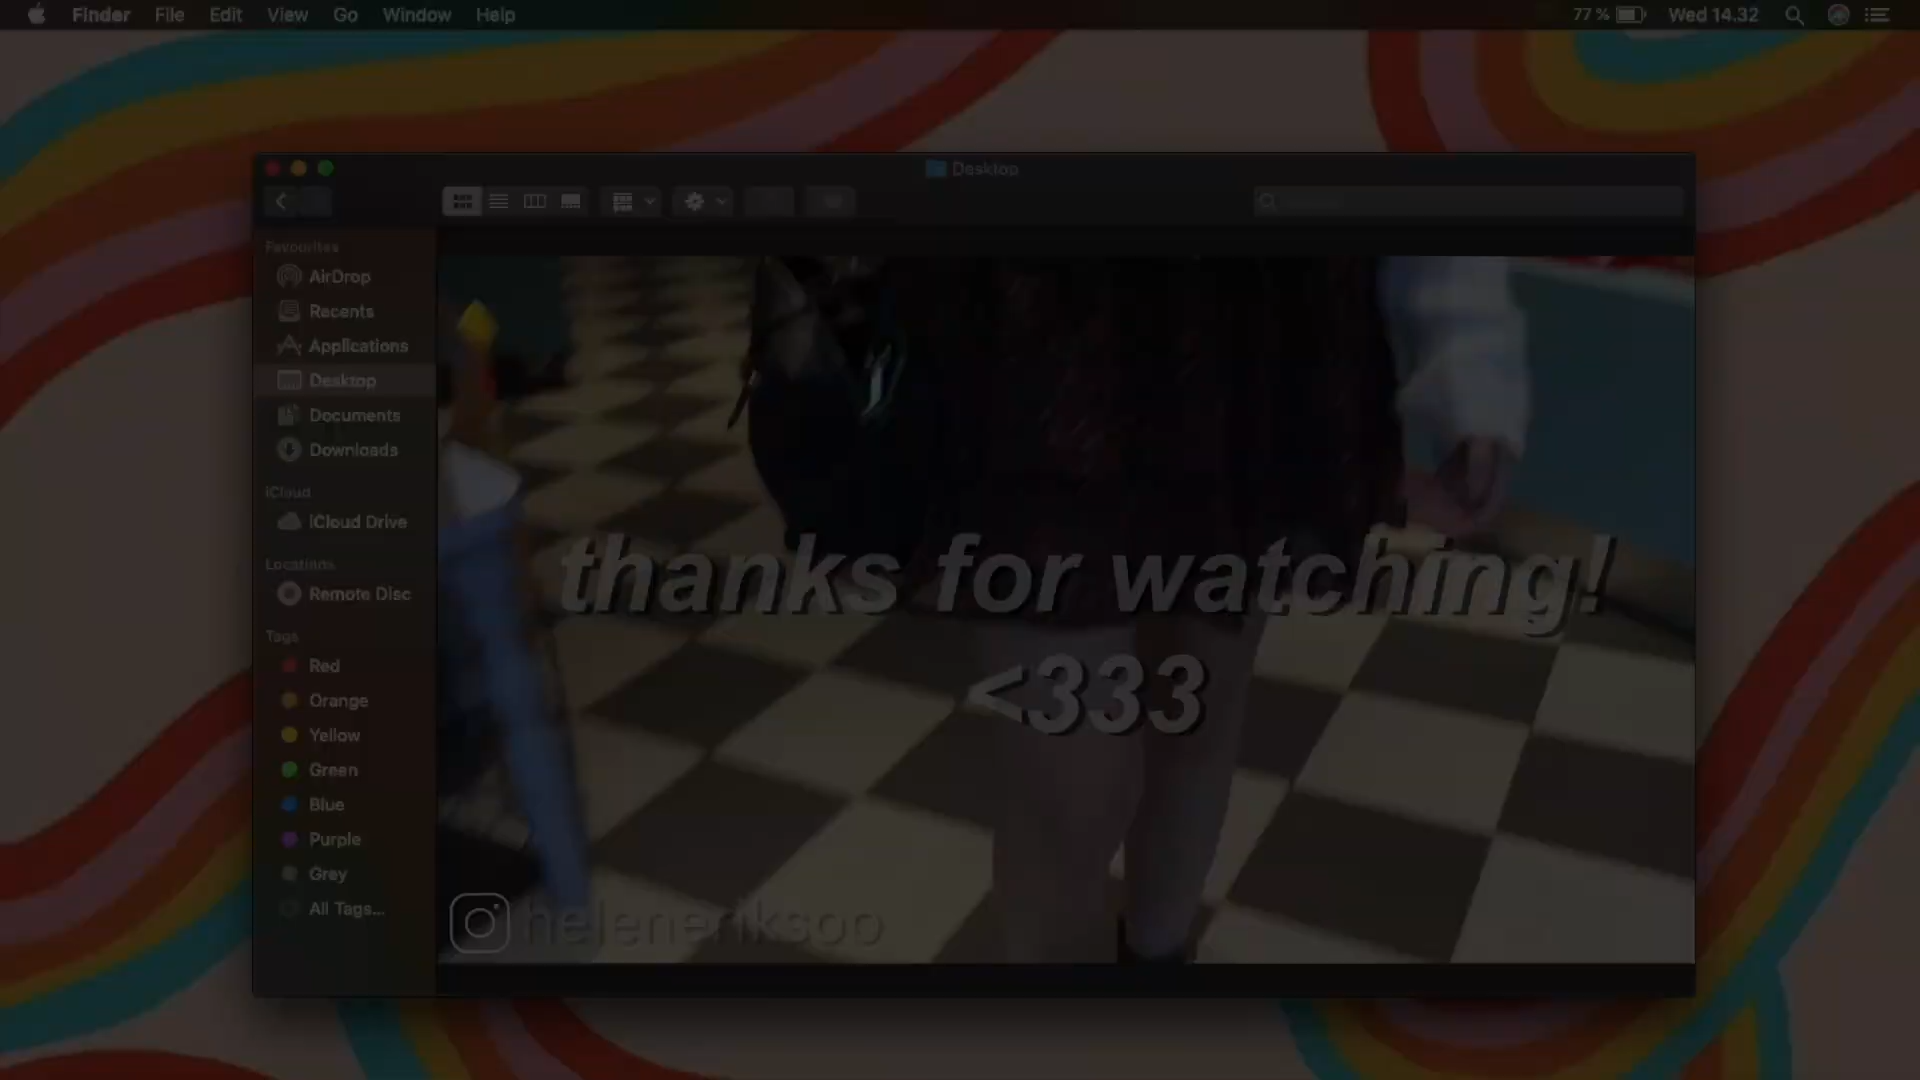 Finder File Edit View Go Window Help 77 % Wed 14.32
Desktop
Favourites
AirDrop
Recents
Applications
Desktop
Documents
Downloads
iCloud
iCloud Drive
Locations
Remote Disc
Tags
Red
Orange
Yellow
Green
Blue
Purple
Grey
All Tags...
thanks for watching!
<333
heleneriksoo